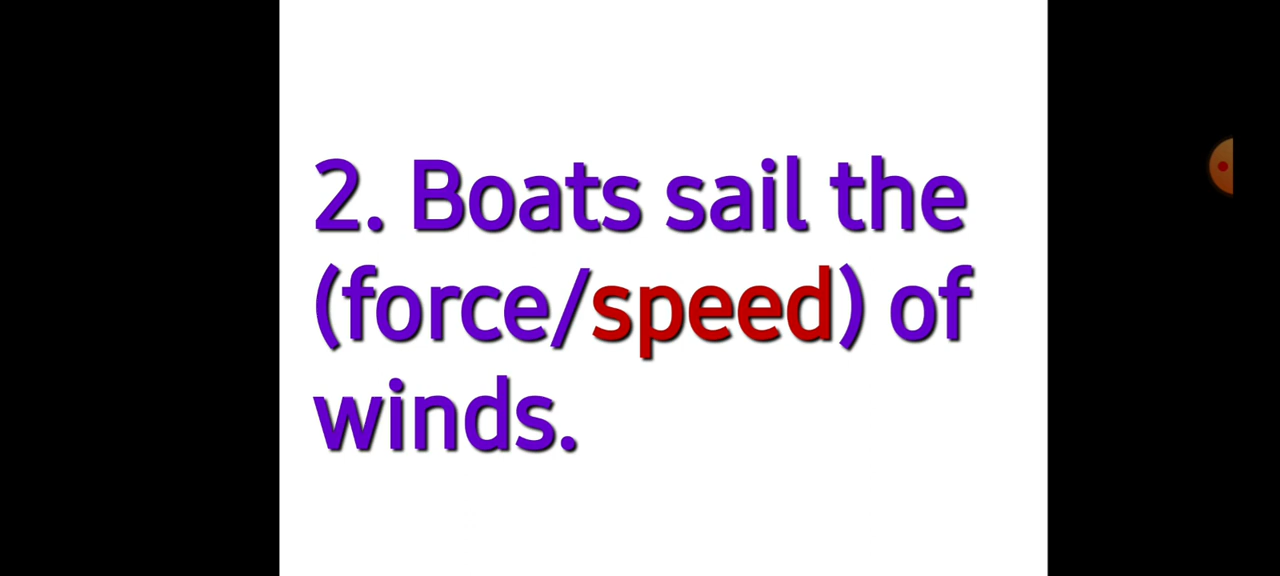 2. Boats sail the
(force/speed) of
winds.